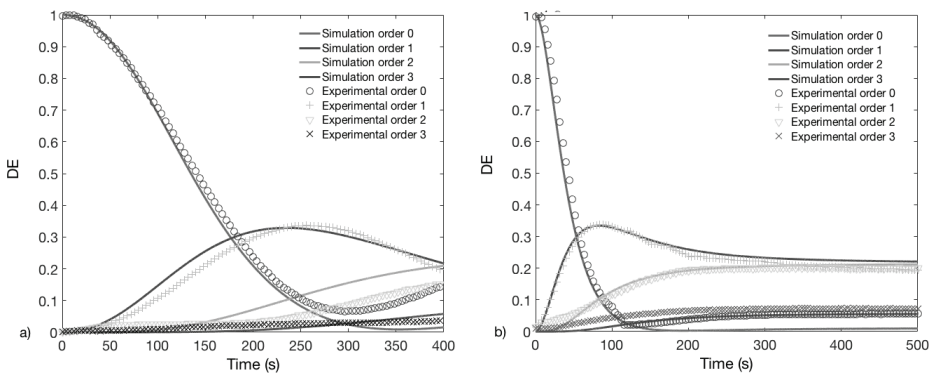 1
0.9
0.8
0.7
0.6
0.5
0.4
0.3
0.2
0.1
0
DE
Simulation order 0
Simulation order 1
Simulation order 2
Simulation order 3
Experimental order 0
Experimental order 1
Experimental order 2
Experimental order 3
a)
0 50 100 150 200 250 300 350 400
Time (s)
1
0.9
0.8
0.7
0.6
0.5
0.4
0.3
0.2
0.1
0
DE
Simulation order 0
Simulation order 1
Simulation order 2
Simulation order 3
Experimental order 0
Experimental order 1
Experimental order 2
Experimental order 3
b)
0 100 200 300 400 500
Time (s)